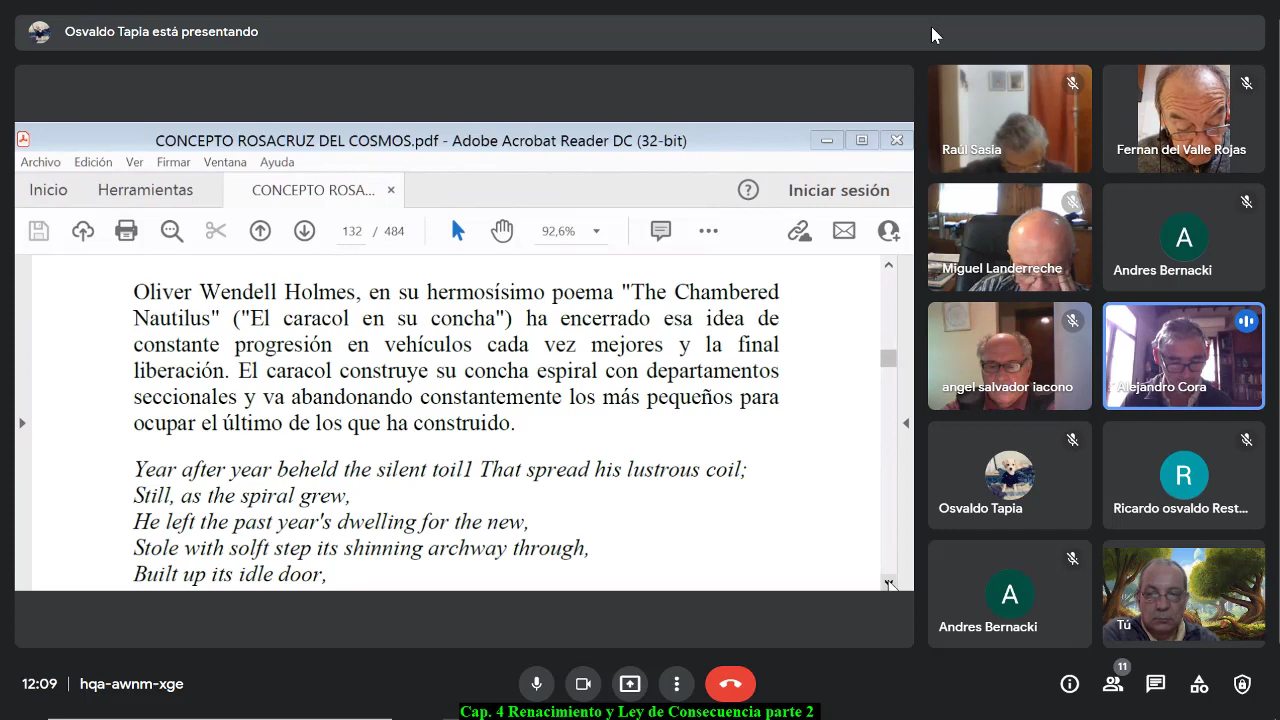 Osvaldo Tapia está presentando
CONCEPTO ROSACRUZ DEL COSMOS.pdf - Adobe Acrobat Reader DC (32-bit)
Archivo Edición Ver Firmar Ventana Ayuda
Inicio Herramientas CONCEPTO ROSA... × ? Iniciar sesión
132 / 484 92,6%
Oliver Wendell Holmes, en su hermosísimo poema "The Chambered
Nautilus" ("El caracol en su concha") ha encerrado esa idea de
constante progresión en vehículos cada vez mejores y la final
liberación. El caracol construye su concha espiral con departamentos
seccionales y va abandonando constantemente los más pequeños para
ocupar el último de los que ha construido.
Year after year beheld the silent toil1 That spread his lustrous coil;
Still, as the spiral grew,
He left the past year's dwelling for the new,
Stole with solft step its shinning archway through,
Built up its idle door,
Raúl Sasia
Fernan del Valle Rojas
Miguel Landerreche
A
Andres Bernacki
angel salvador iacono
Alejandro Cora
Osvaldo Tapia
R
Ricardo osvaldo Rest...
A
Andres Bernacki
Tú
12:09 | hqa-awnm-xge
11
Cap. 4 Renacimiento y Ley de Consecuencia parte 2